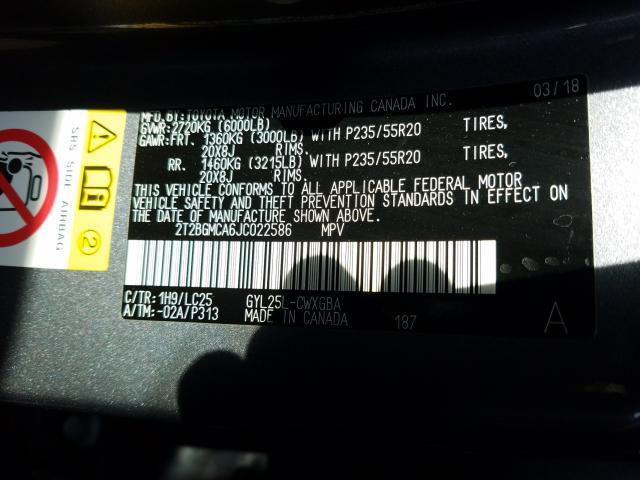 03/18
MFD.BY:TOYOTA MOTOR MANUFACTURING CANADA INC.
GVWR:2720KG (6000LB)
GAWR:FRT. 1360KG (3000LB) WITH P235/55R20 TIRES,
20X8J RIMS.
RR. 1460KG (3215LB) WITH P235/55R20 TIRES,
20X8J RIMS.
THIS VEHICLE CONFORMS TO ALL APPLICABLE FEDERAL MOTOR
VEHICLE SAFETY AND THEFT PREVENTION STANDARDS IN EFFECT ON
THE DATE OF MANUFACTURE SHOWN ABOVE.
2T2BGMCA6JC022586 MPV
C/TR:1H9/LC25 GYL25L-CWXGBA
A/TM:-02A/P313 MADE IN CANADA 187 A
SRS SIDE AIRBAG
2